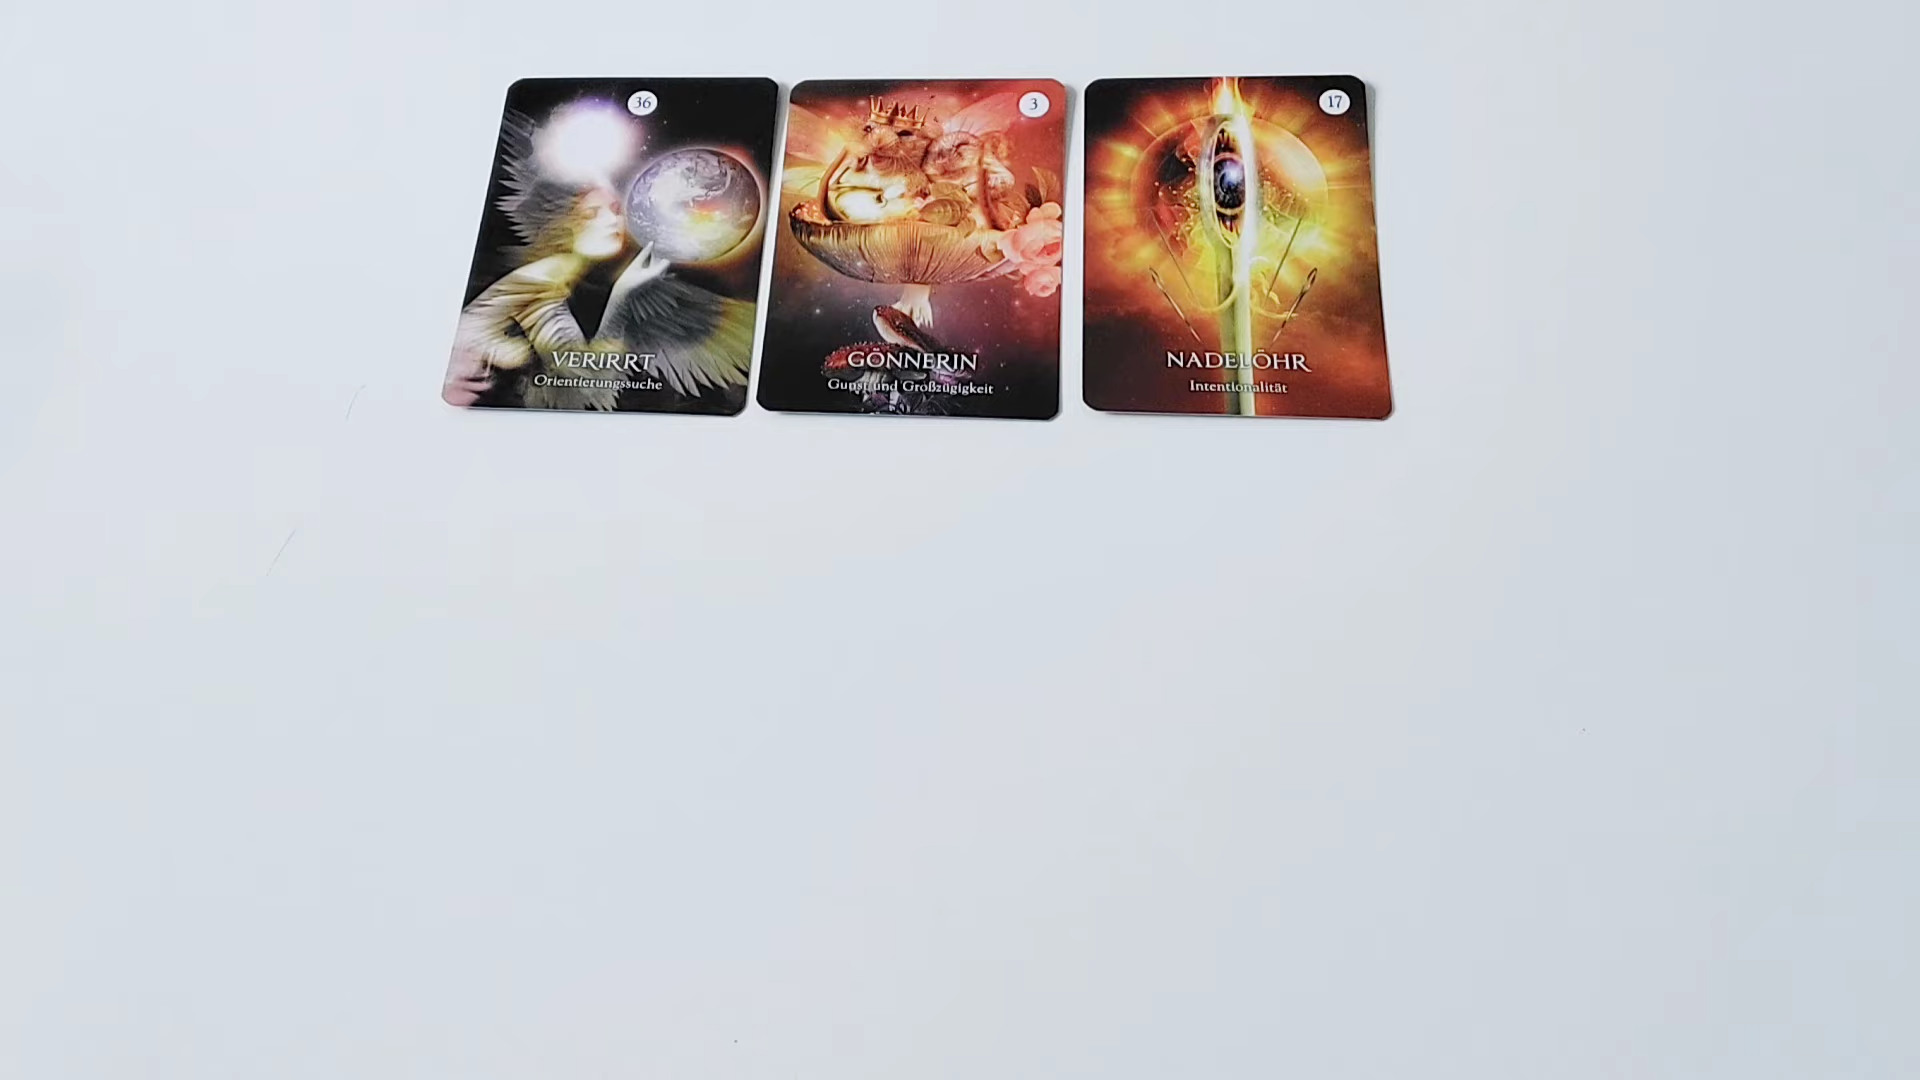 36
VERIRRT
Orientierungssuche
3
GÖNNERIN
Gunst und Großzügigkeit
17
NADELÖHR
Intentionalität